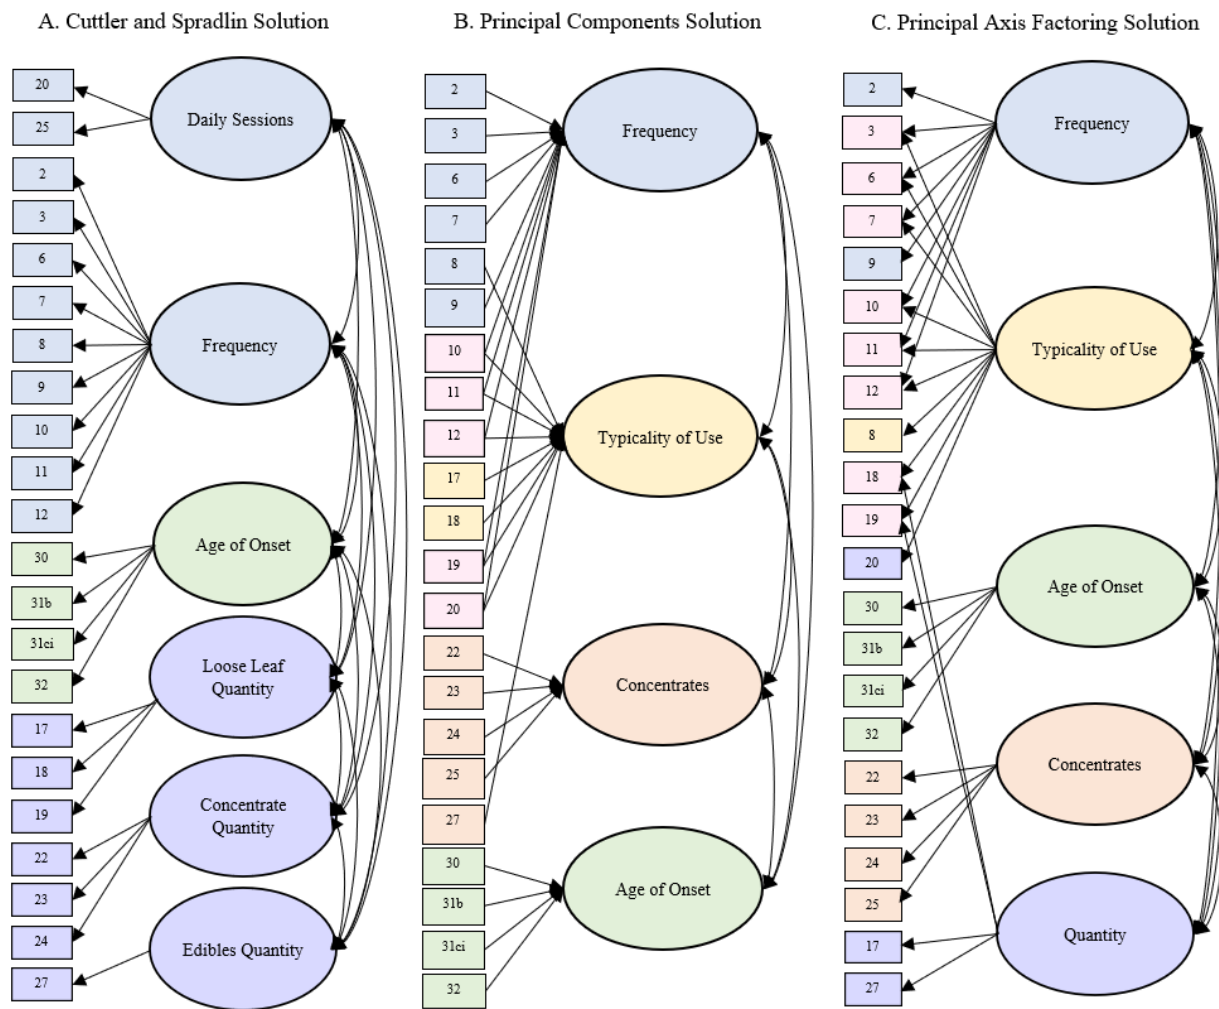 A. Cuttler and Spradlin Solution
20
25
2
3
6
7
8
9
10
11
12
30
31b
31ci
32
17
18
19
22
23
24
27
Daily Sessions
Frequency
Age of Onset
Loose Leaf
Quantity
Concentrate
Quantity
Edibles Quantity
B. Principal Components Solution
2
3
6
7
8
9
10
11
12
17
18
19
20
22
23
24
25
27
30
31b
31ci
32
Frequency
Typicality of Use
Concentrates
Age of Onset
C. Principal Axis Factoring Solution
2
3
6
7
9
10
11
12
8
18
19
20
30
31b
31ci
32
22
23
24
25
17
27
Frequency
Typicality of Use
Age of Onset
Concentrates
Quantity